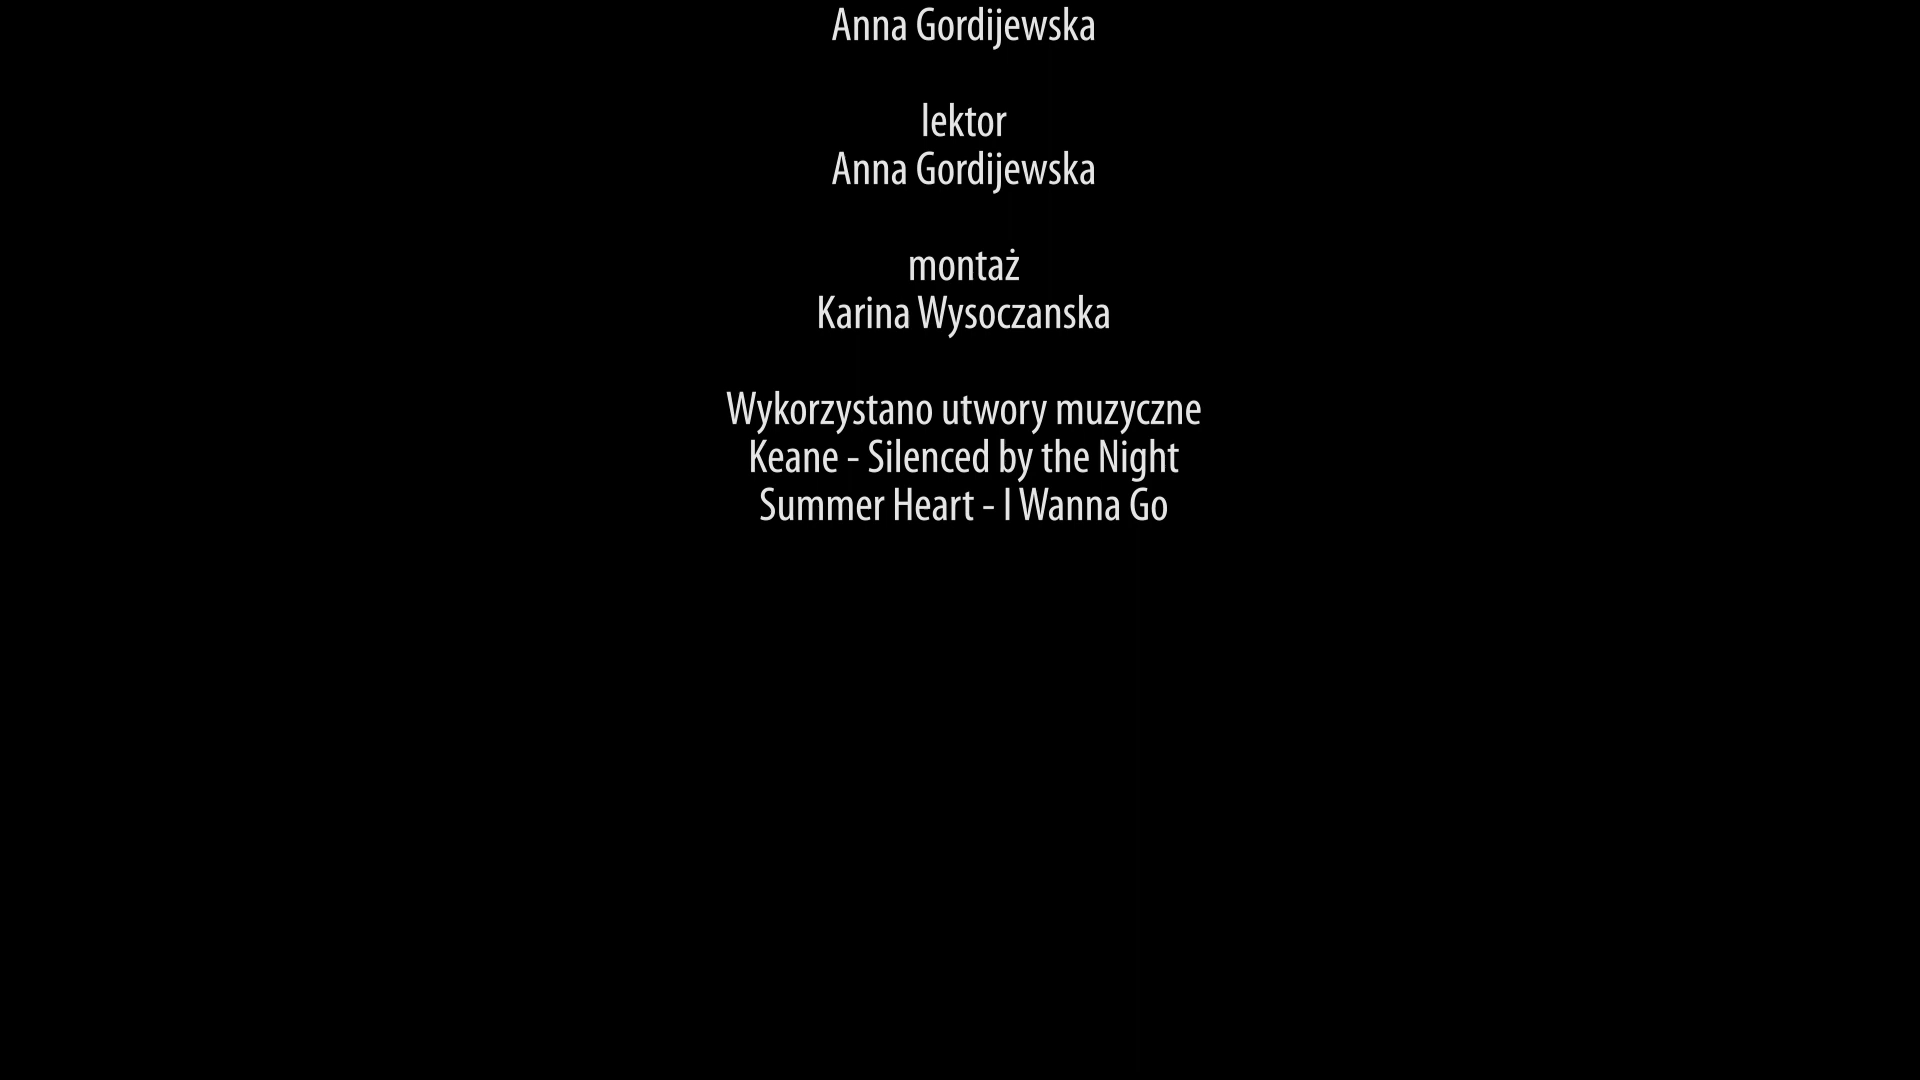 Anna Gordijewska
lektor
Anna Gordijewska
montaż
Karina Wysoczanska
Wykorzystano utwory muzyczne
Keane - Silenced by the Night
Summer Heart - I Wanna Go